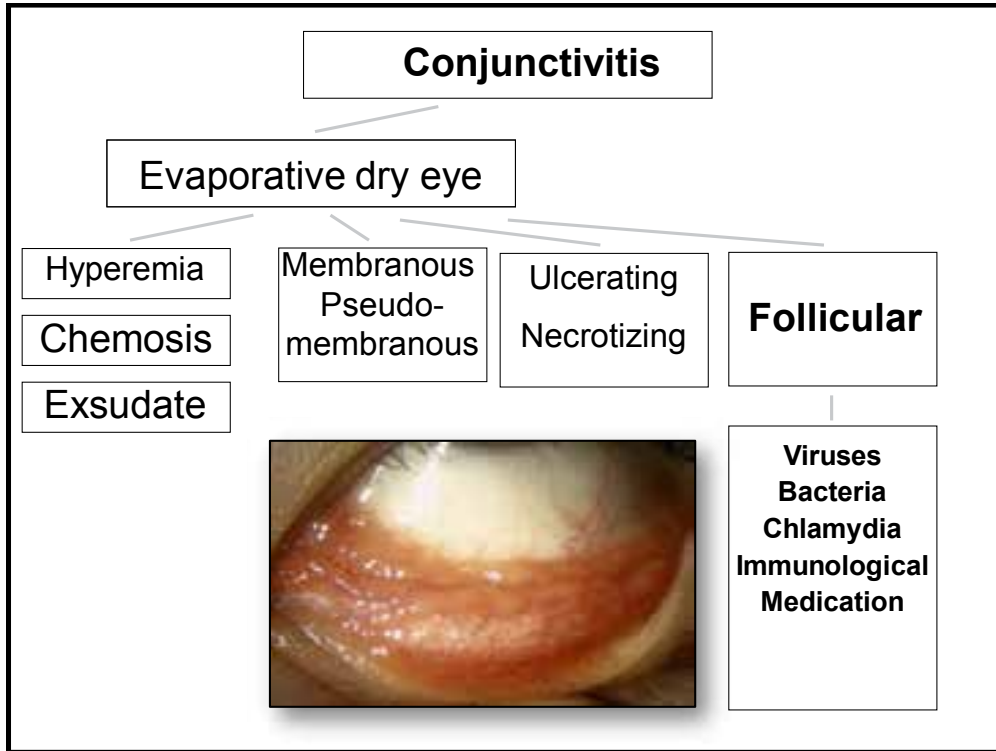 Conjunctivitis
Evaporative dry eye
Hyperemia
Chemosis
Exsudate
Membranous
Pseudo-
membranous
Ulcerating
Necrotizing
Follicular
Viruses
Bacteria
Chlamydia
Immunological
Medication